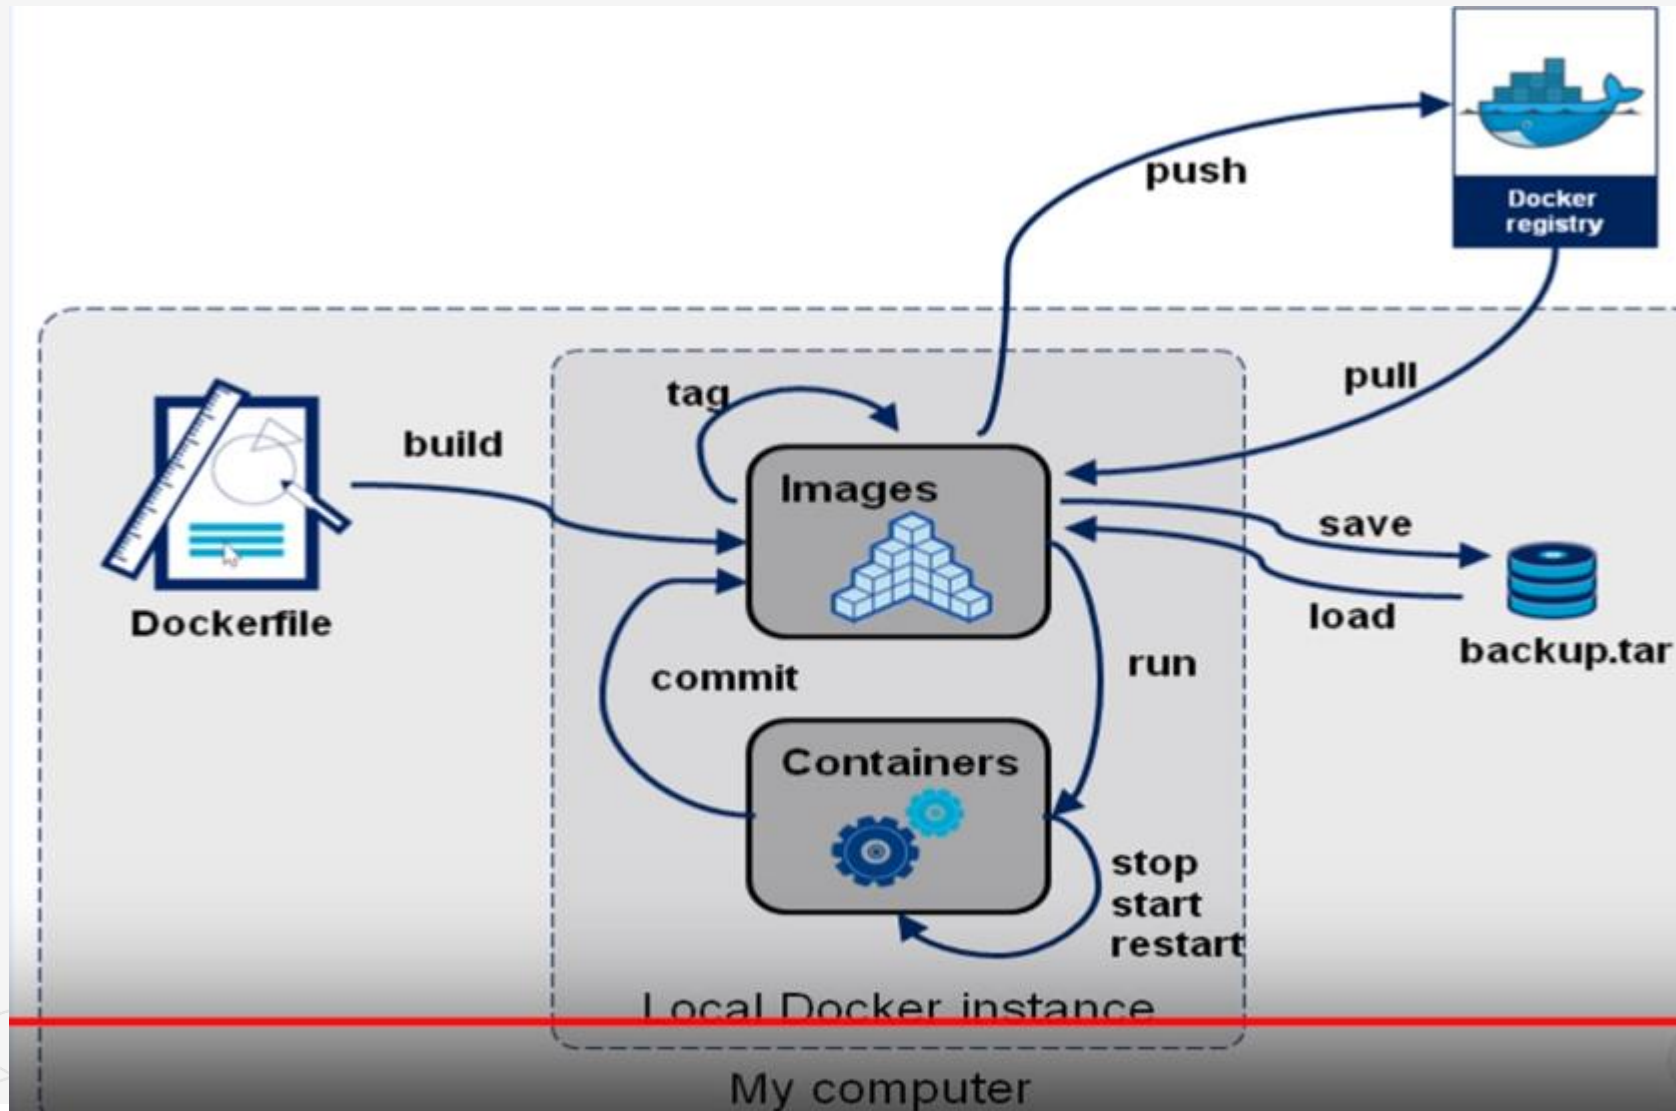 Docker
registry
push
pull
tag
build
Images
save
load
backup.tar
Dockerfile
commit
run
Containers
stop
start
restart
Local Docker instance
My computer